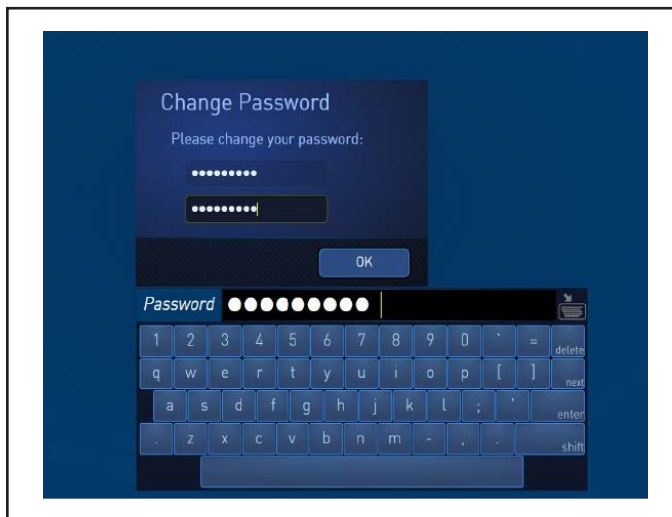 Change Password
Please change your password:
•••••••••
•••••••••
OK
Password •••••••••
1 2 3 4 5 6 7 8 9 0 ` = delete
q w e r t y u i o p [ ] next
a s d f g h j k l ; ' enter
. z x c v b n m - , . shift